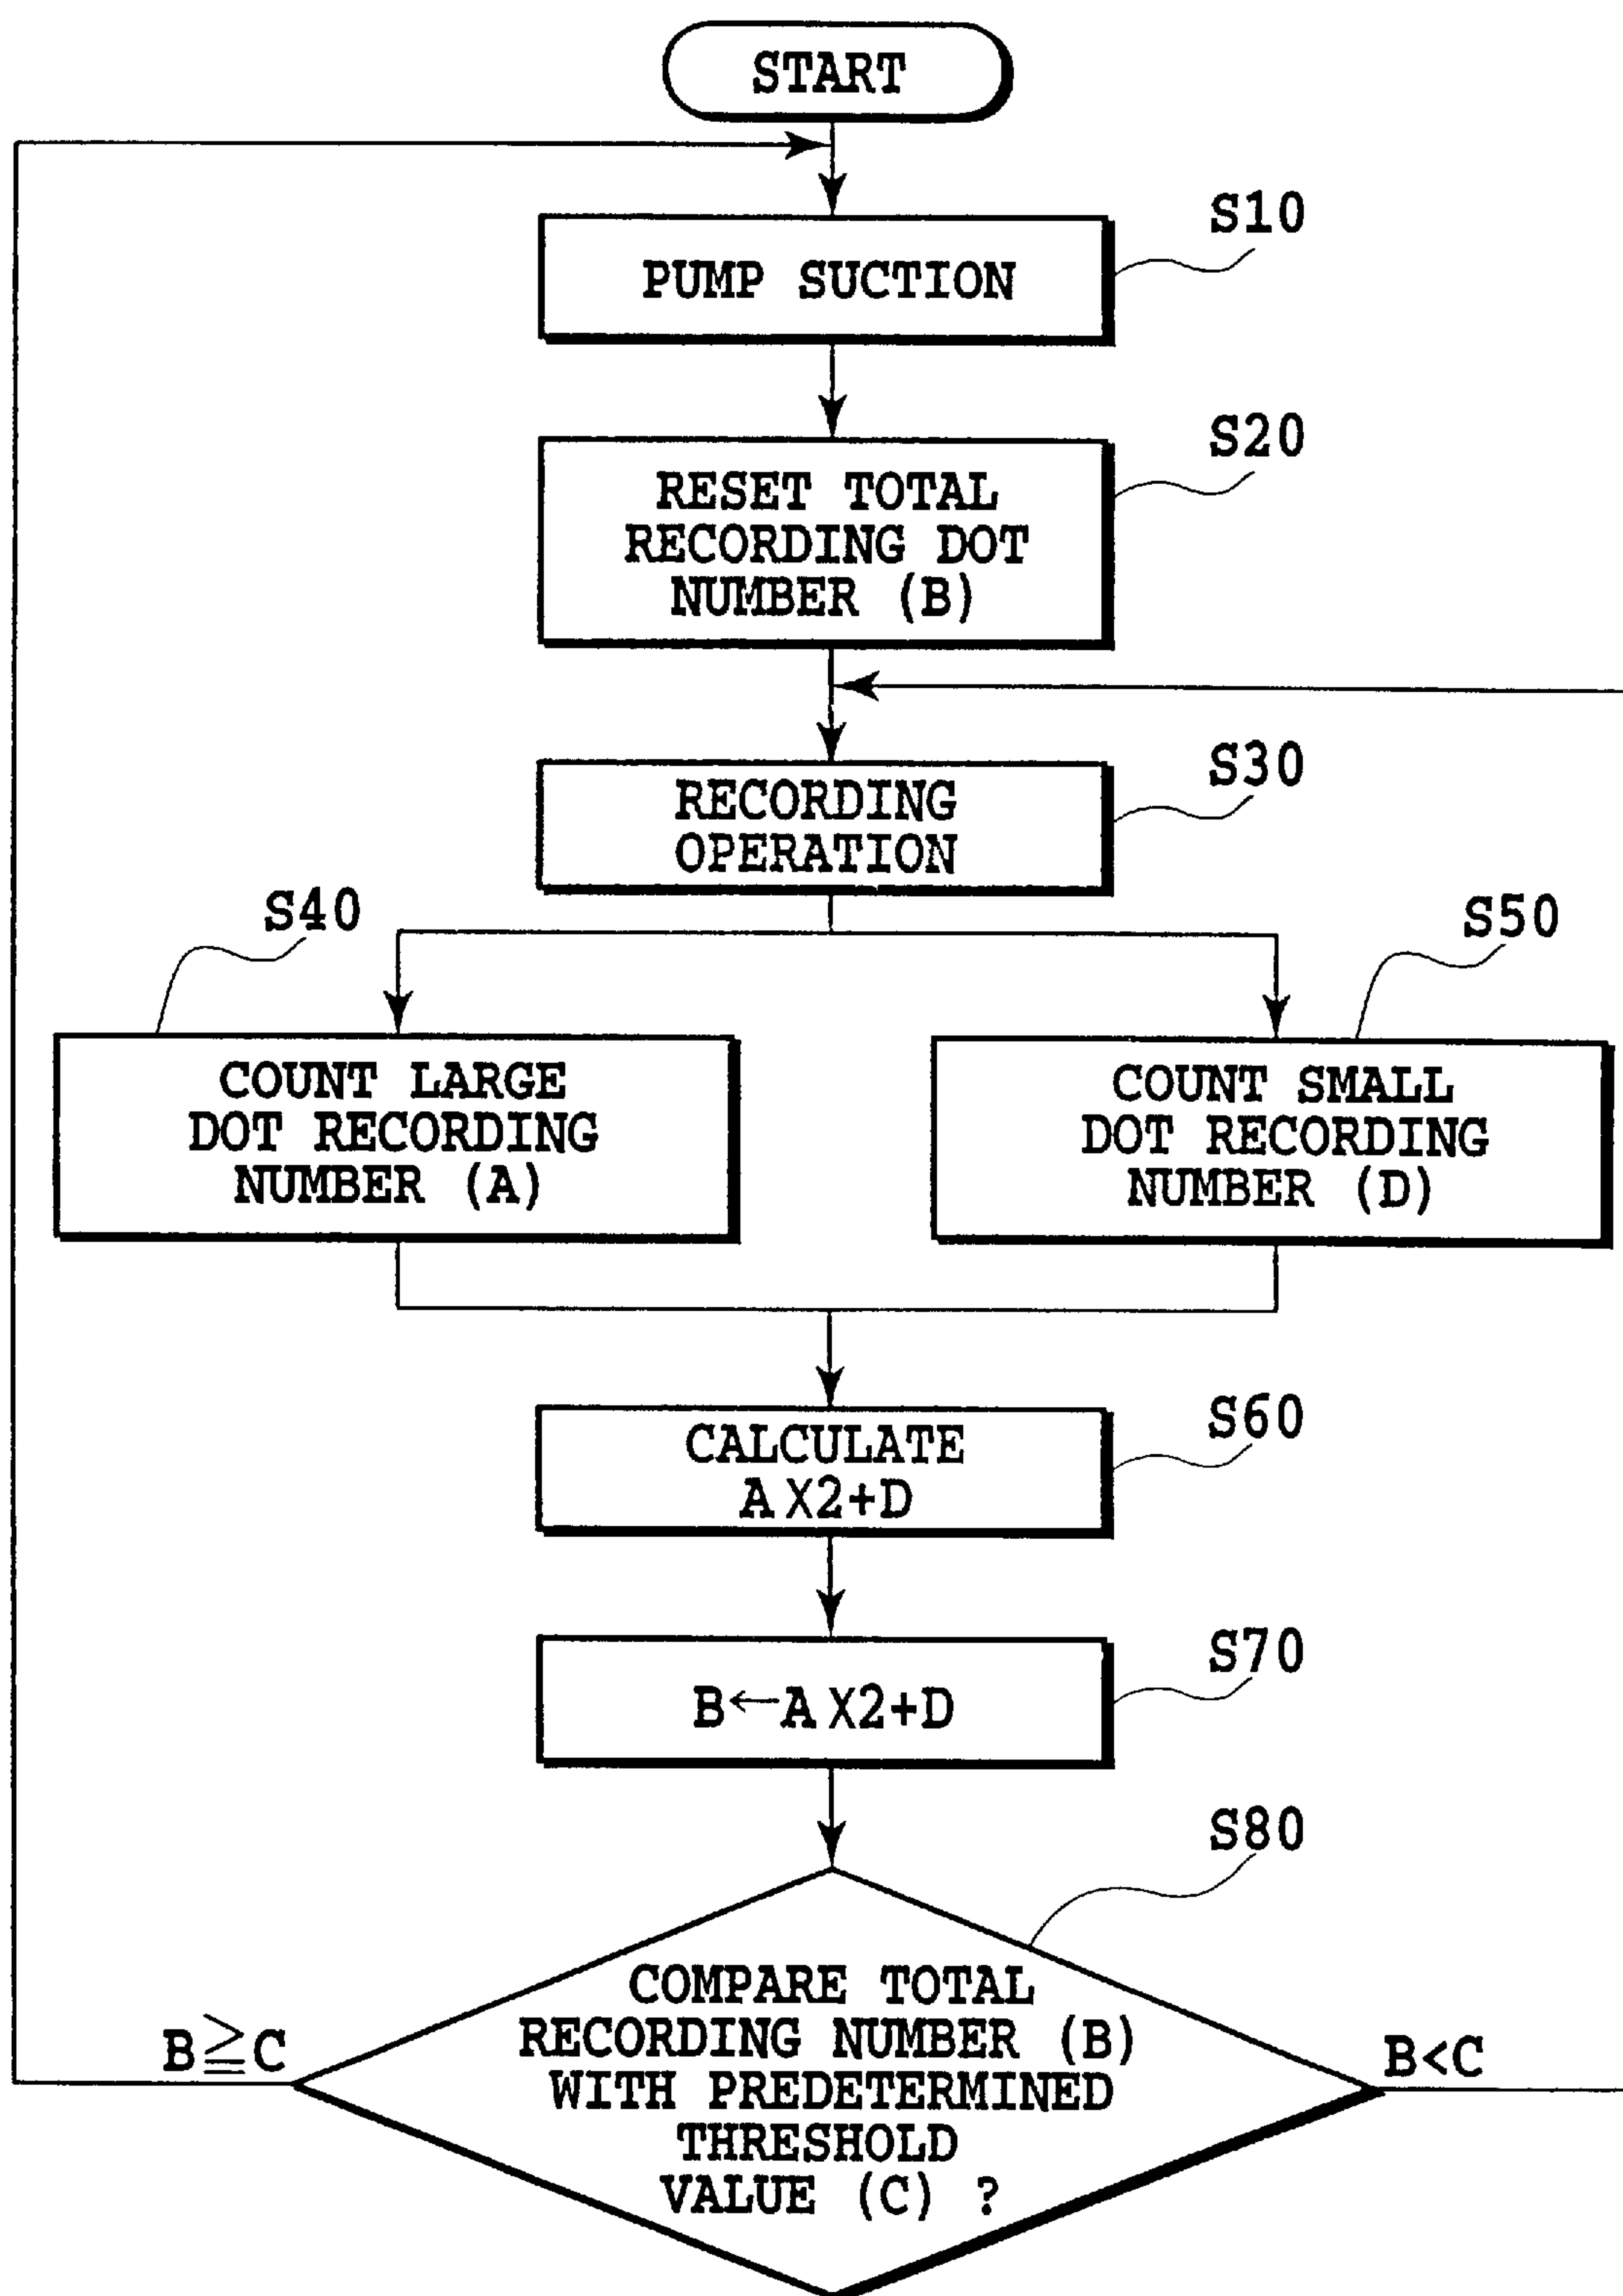 START
S10
PUMP SUCTION
S20
RESET TOTAL
RECORDING DOT
NUMBER (B)
S30
RECORDING
OPERATION
S40
S50
COUNT LARGE
DOT RECORDING
NUMBER (A)
COUNT SMALL
DOT RECORDING
NUMBER (D)
S60
CALCULATE
A X2+D
S70
B←A X2+D
S80
COMPARE TOTAL
RECORDING NUMBER (B)
WITH PREDETERMINED
THRESHOLD
VALUE (C) ?
B≧C
B<C